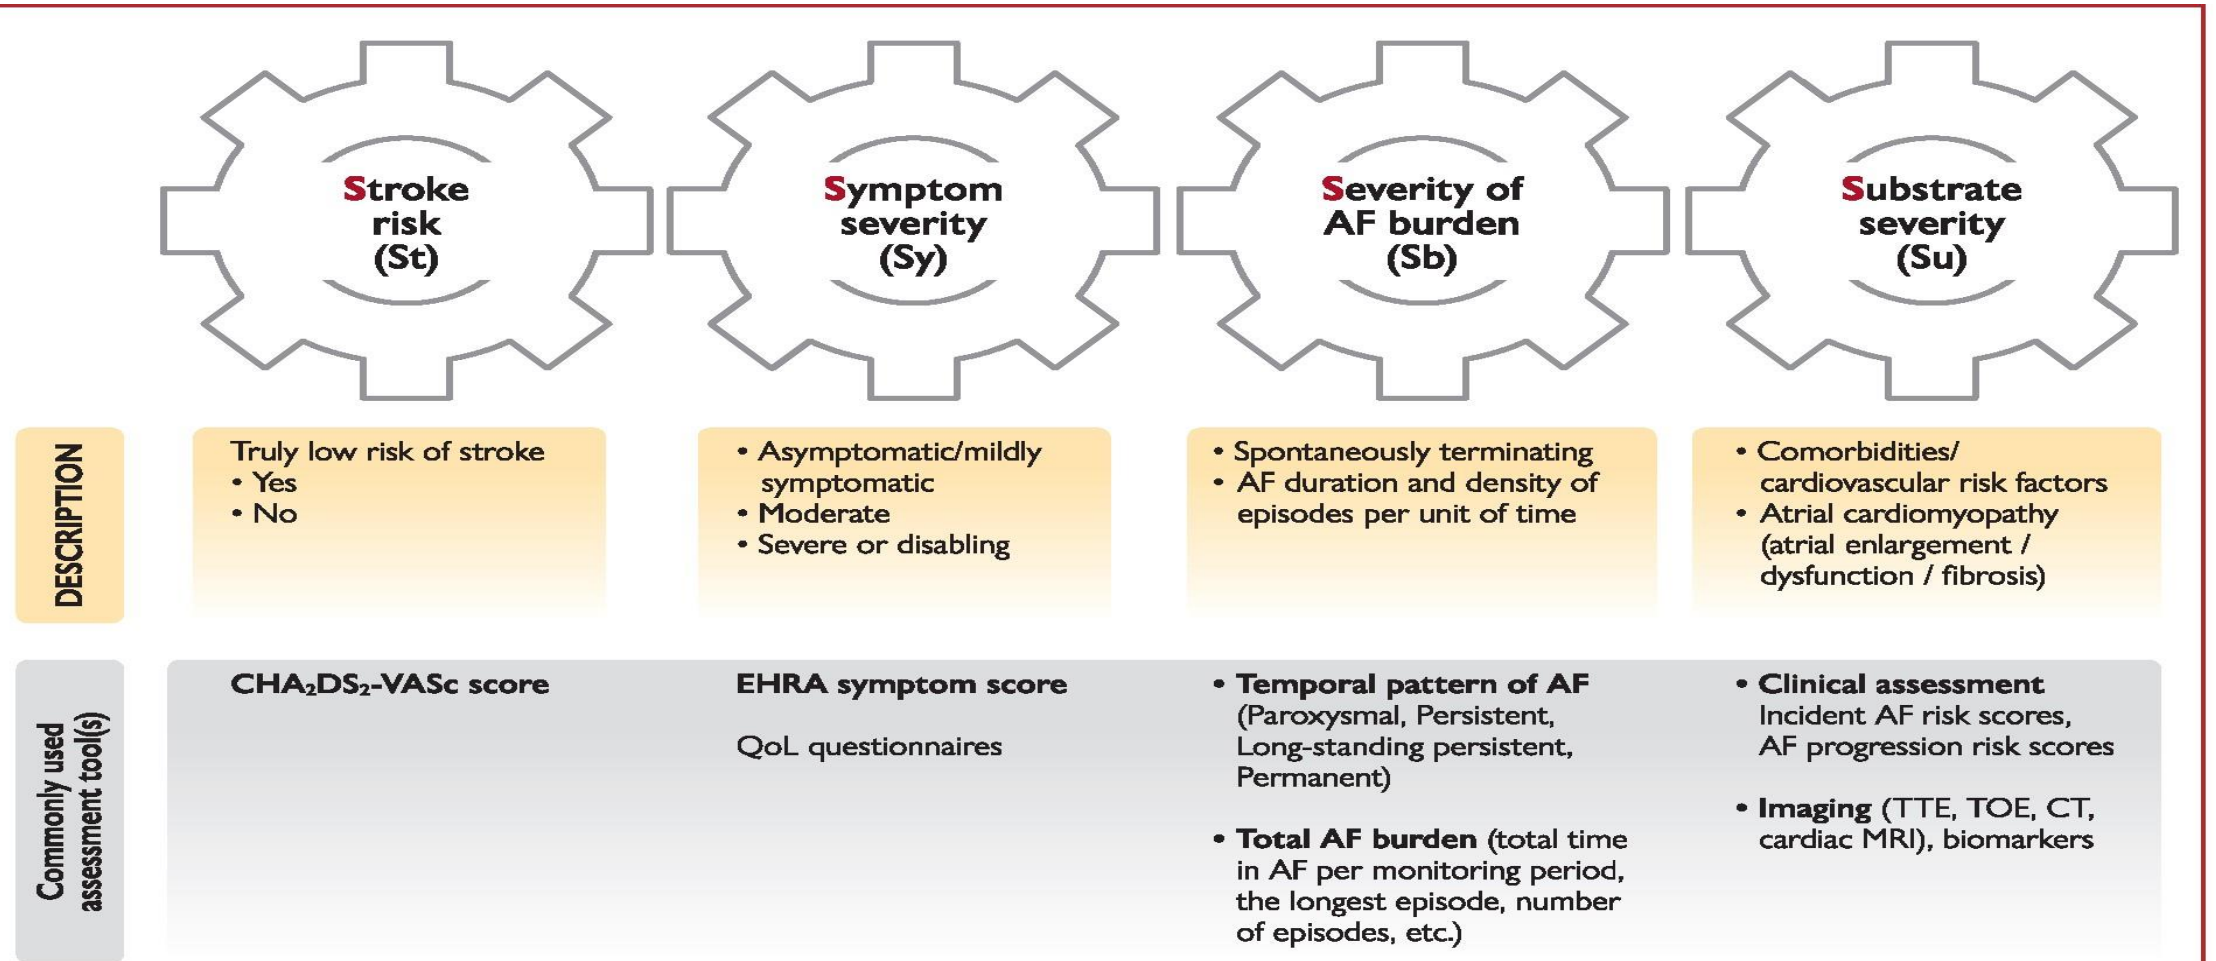 Stroke
risk
(St)
Symptom
severity
(Sy)
Severity of
AF burden
(Sb)
Substrate
severity
(Su)
DESCRIPTION
Truly low risk of stroke
• Yes
• No
• Asymptomatic/mildly
symptomatic
• Moderate
• Severe or disabling
• Spontaneously terminating
• AF duration and density of
episodes per unit of time
• Comorbidities/
cardiovascular risk factors
• Atrial cardiomyopathy
(atrial enlargement /
dysfunction / fibrosis)
Commonly used
assessment tool(s)
CHA₂DS₂-VASc score
EHRA symptom score
QoL questionnaires
• Temporal pattern of AF
(Paroxysmal, Persistent,
Long-standing persistent,
Permanent)
• Total AF burden (total time
in AF per monitoring period,
the longest episode, number
of episodes, etc.)
• Clinical assessment
Incident AF risk scores,
AF progression risk scores
• Imaging (TTE, TOE, CT,
cardiac MRI), biomarkers